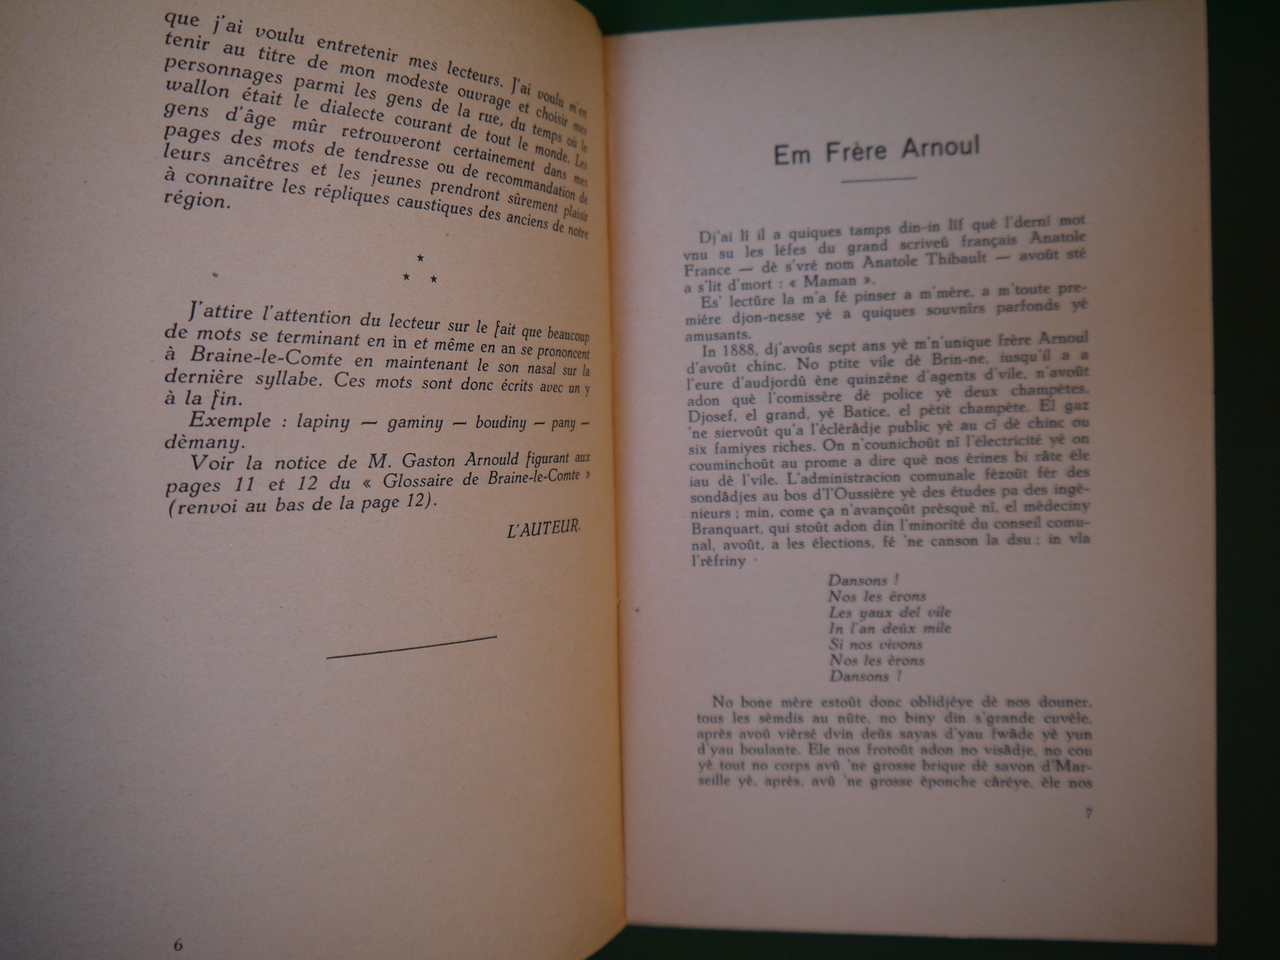 que j'ai voulu entretenir mes lecteurs. J'ai voulu m'en
tenir au titre de mon modeste ouvrage et choisir mes
personnages parmi les gens de la rue, du temps où le
wallon était le dialecte courant de tout le monde. Les
gens d'âge mûr retrouveront certainement dans mes
pages des mots de tendresse ou de recommandation de
leurs ancêtres et les jeunes prendront sûrement plaisir
à connaître les répliques caustiques des anciens de notre
région.
*
* *
J'attire l'attention du lecteur sur le fait que beaucoup
de mots se terminant en in et même en an se prononcent
à Braine-le-Comte en maintenant le son nasal sur la
dernière syllabe. Ces mots sont donc écrits avec un y
à la fin.
Exemple : lapiny — gaminy — boudiny — pany —
dèmany.
Voir la notice de M. Gaston Arnould figurant aux
pages 11 et 12 du « Glossaire de Braine-le-Comte »
(renvoi au bas de la page 12).
L'AUTEUR.
6
Em Frère Arnoul
Dj'ai li il a quiques tamps din-in lîf què l'dernî mot
vnu su les léfes du grand scriveû français Anatole
France — dè s'vré nom Anatole Thibault — avoût sté
a s'lit d'mort : « Maman ».
Es' lectûre la m'a fé pinser a m'mère, a m'toute pre-
miére djon-nesse yè a quiques souvnîrs parfonds yè
amusants.
In 1888, dj'avoûs sept ans yè m'n'unique frère Arnoul
d'avoût chinc. No ptite vile dè Brin-ne, iusqu'il a a
l'eure d'audjordû êne quinzène d'agents d'vile, n'avoût
adon què l'comissère dè police yè deux champètes,
Djosef, el grand, yè Batice, el pètit champète. El gaz
'ne siervoût qu'a l'éclèrâdje public yè au cî dè chinc ou
six famiyes riches. On n'counichoût nî l'électricité yè on
couminchoût au prome a dire què nos èrines bi râte êle
iau dè l'vile. L'administracion comunale fèzoût fér des
sondâdjes au bos d'l'Oussière yè des études pa des ingè-
nieurs ; min, come ça n'avançoût prèsquè nî, el mèdeciny
Branquart, qui stoût adon din l'minorité du conseil comu-
nal, avoût, a les élections, fé 'ne canson la dsu ; in vla
l'rèfriny
Dansons !
Nos les èrons
Les yaux del vile
In l'an deûx mile
Si nos vivons
Nos les èrons
Dansons !
No bone mère estoût donc oblidjéye dè nos douner,
tous les sèmdis au nûte, no biny din s'grande cuvèle,
après avoû vièrsé dvin deûs sayas d'yau fwâde yè yun
d'yau boulante. Ele nos frotoût adon no visâdje, no cou
yè tout no corps avû 'ne grosse brique dè savon d'Mar-
seille yè, après, avû 'ne grosse èponche câréye, èle nos
7